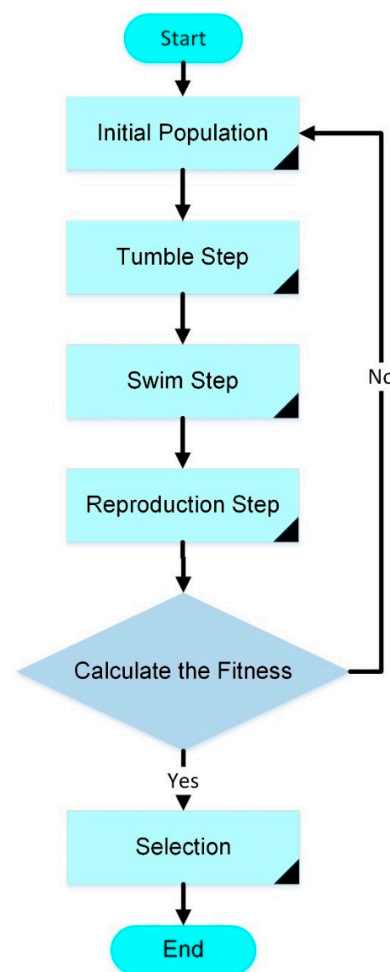 Start
Initial Population
Tumble Step
Swim Step
No
Reproduction Step
Calculate the Fitness
Yes
Selection
End